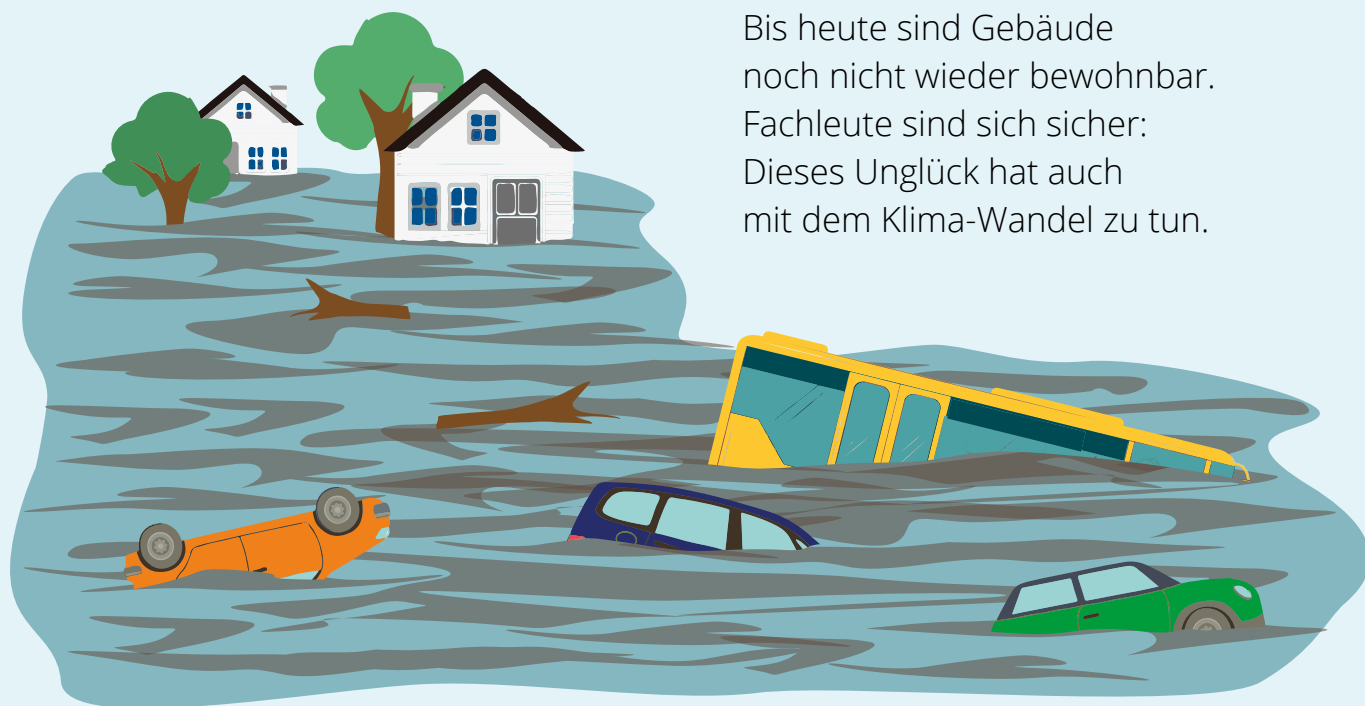 Bis heute sind Gebäude
noch nicht wieder bewohnbar.
Fachleute sind sich sicher:
Dieses Unglück hat auch
mit dem Klima-Wandel zu tun.